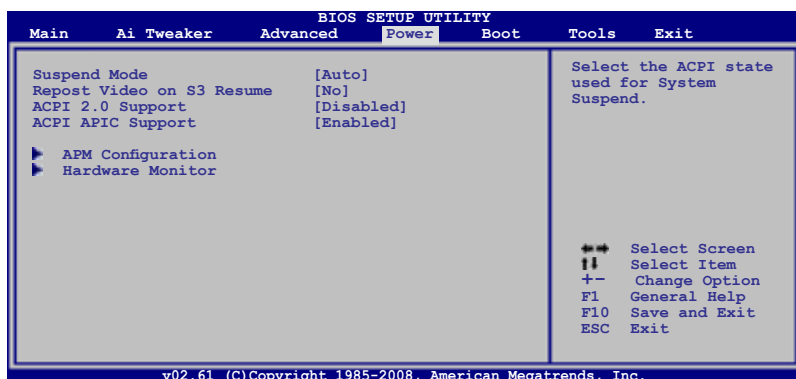 BIOS SETUP UTILITY
Main Ai Tweaker Advanced Power Boot Tools Exit
Suspend Mode [Auto]
Repost Video on S3 Resume [No]
ACPI 2.0 Support [Disabled]
ACPI APIC Support [Enabled]
APM Configuration
Hardware Monitor
Select the ACPI state
used for System
Suspend.
Select Screen
Select Item
+- Change Option
F1 General Help
F10 Save and Exit
ESC Exit
v02.61 (C)Copyright 1985-2008, American Megatrends, Inc.